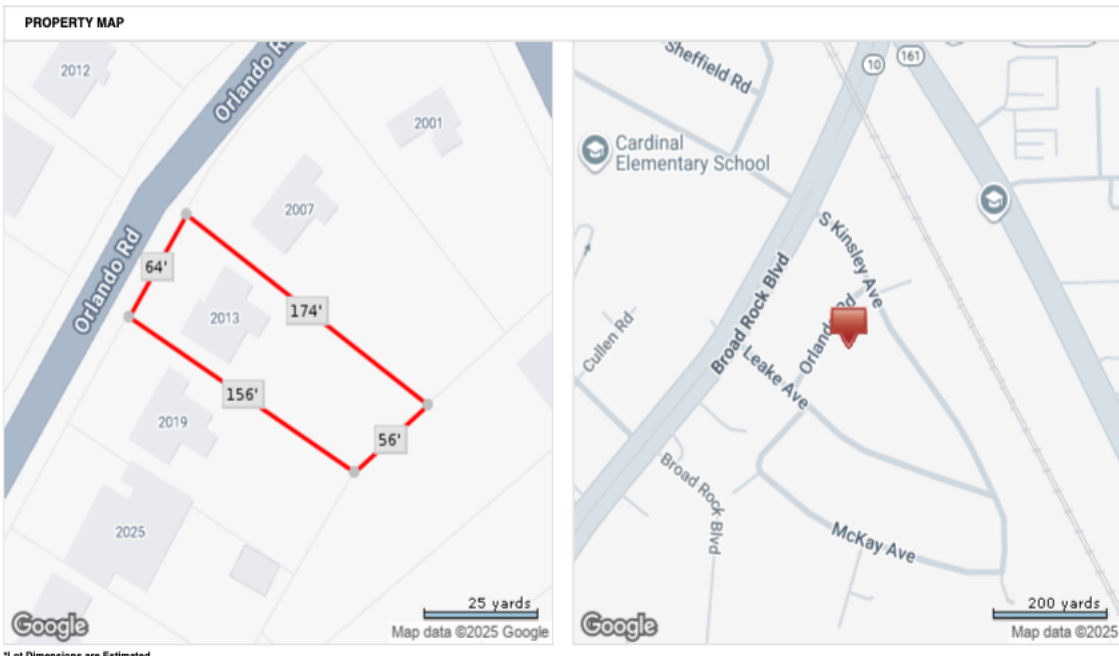 PROPERTY MAP
2012
Orlando Rd
2001
2007
Orlando Rd
64'
174'
2013
156'
2019
56'
2025
25 yards
Google
Map data ©2025 Google
Sheffield Rd
10
161
Cardinal
Elementary School
S Kinsley Ave
Broad Rock Blvd
Orlando Rd
Cullen Rd
Leake Ave
Broad Rock Blvd
McKay Ave
200 yards
Google
Map data ©2025
*Lot Dimensions are Estimated